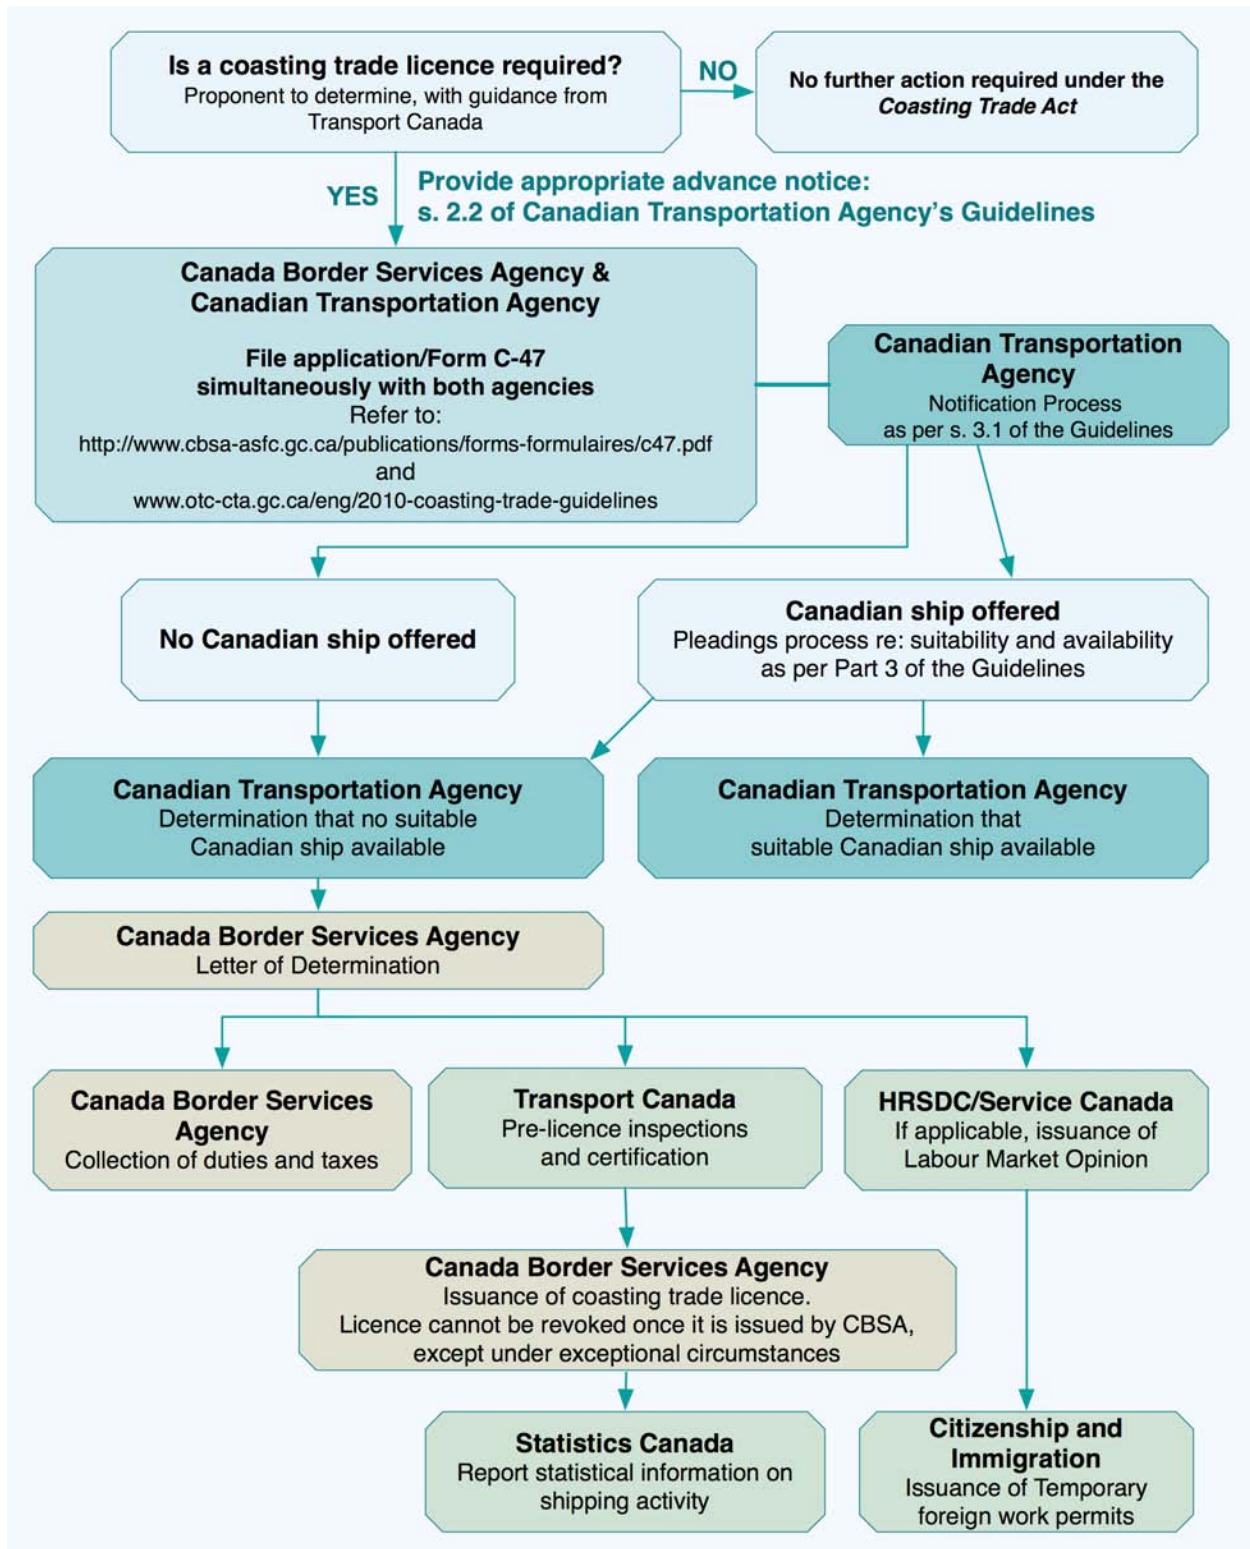 Is a coasting trade licence required?
Proponent to determine, with guidance from
Transport Canada
NO
No further action required under the
Coasting Trade Act
YES
Provide appropriate advance notice:
s. 2.2 of Canadian Transportation Agency's Guidelines
Canada Border Services Agency &
Canadian Transportation Agency
File application/Form C-47
simultaneously with both agencies
Refer to:
http://www.cbsa-asfc.gc.ca/publications/forms-formulaires/c47.pdf
and
www.otc-cta.gc.ca/eng/2010-coasting-trade-guidelines
Canadian Transportation
Agency
Notification Process
as per s. 3.1 of the Guidelines
No Canadian ship offered
Canadian ship offered
Pleadings process re: suitability and availability
as per Part 3 of the Guidelines
Canadian Transportation Agency
Determination that no suitable
Canadian ship available
Canadian Transportation Agency
Determination that
suitable Canadian ship available
Canada Border Services Agency
Letter of Determination
Canada Border Services
Agency
Collection of duties and taxes
Transport Canada
Pre-licence inspections
and certification
HRSDC/Service Canada
If applicable, issuance of
Labour Market Opinion
Canada Border Services Agency
Issuance of coasting trade licence.
Licence cannot be revoked once it is issued by CBSA,
except under exceptional circumstances
Statistics Canada
Report statistical information on
shipping activity
Citizenship and
Immigration
Issuance of Temporary
foreign work permits